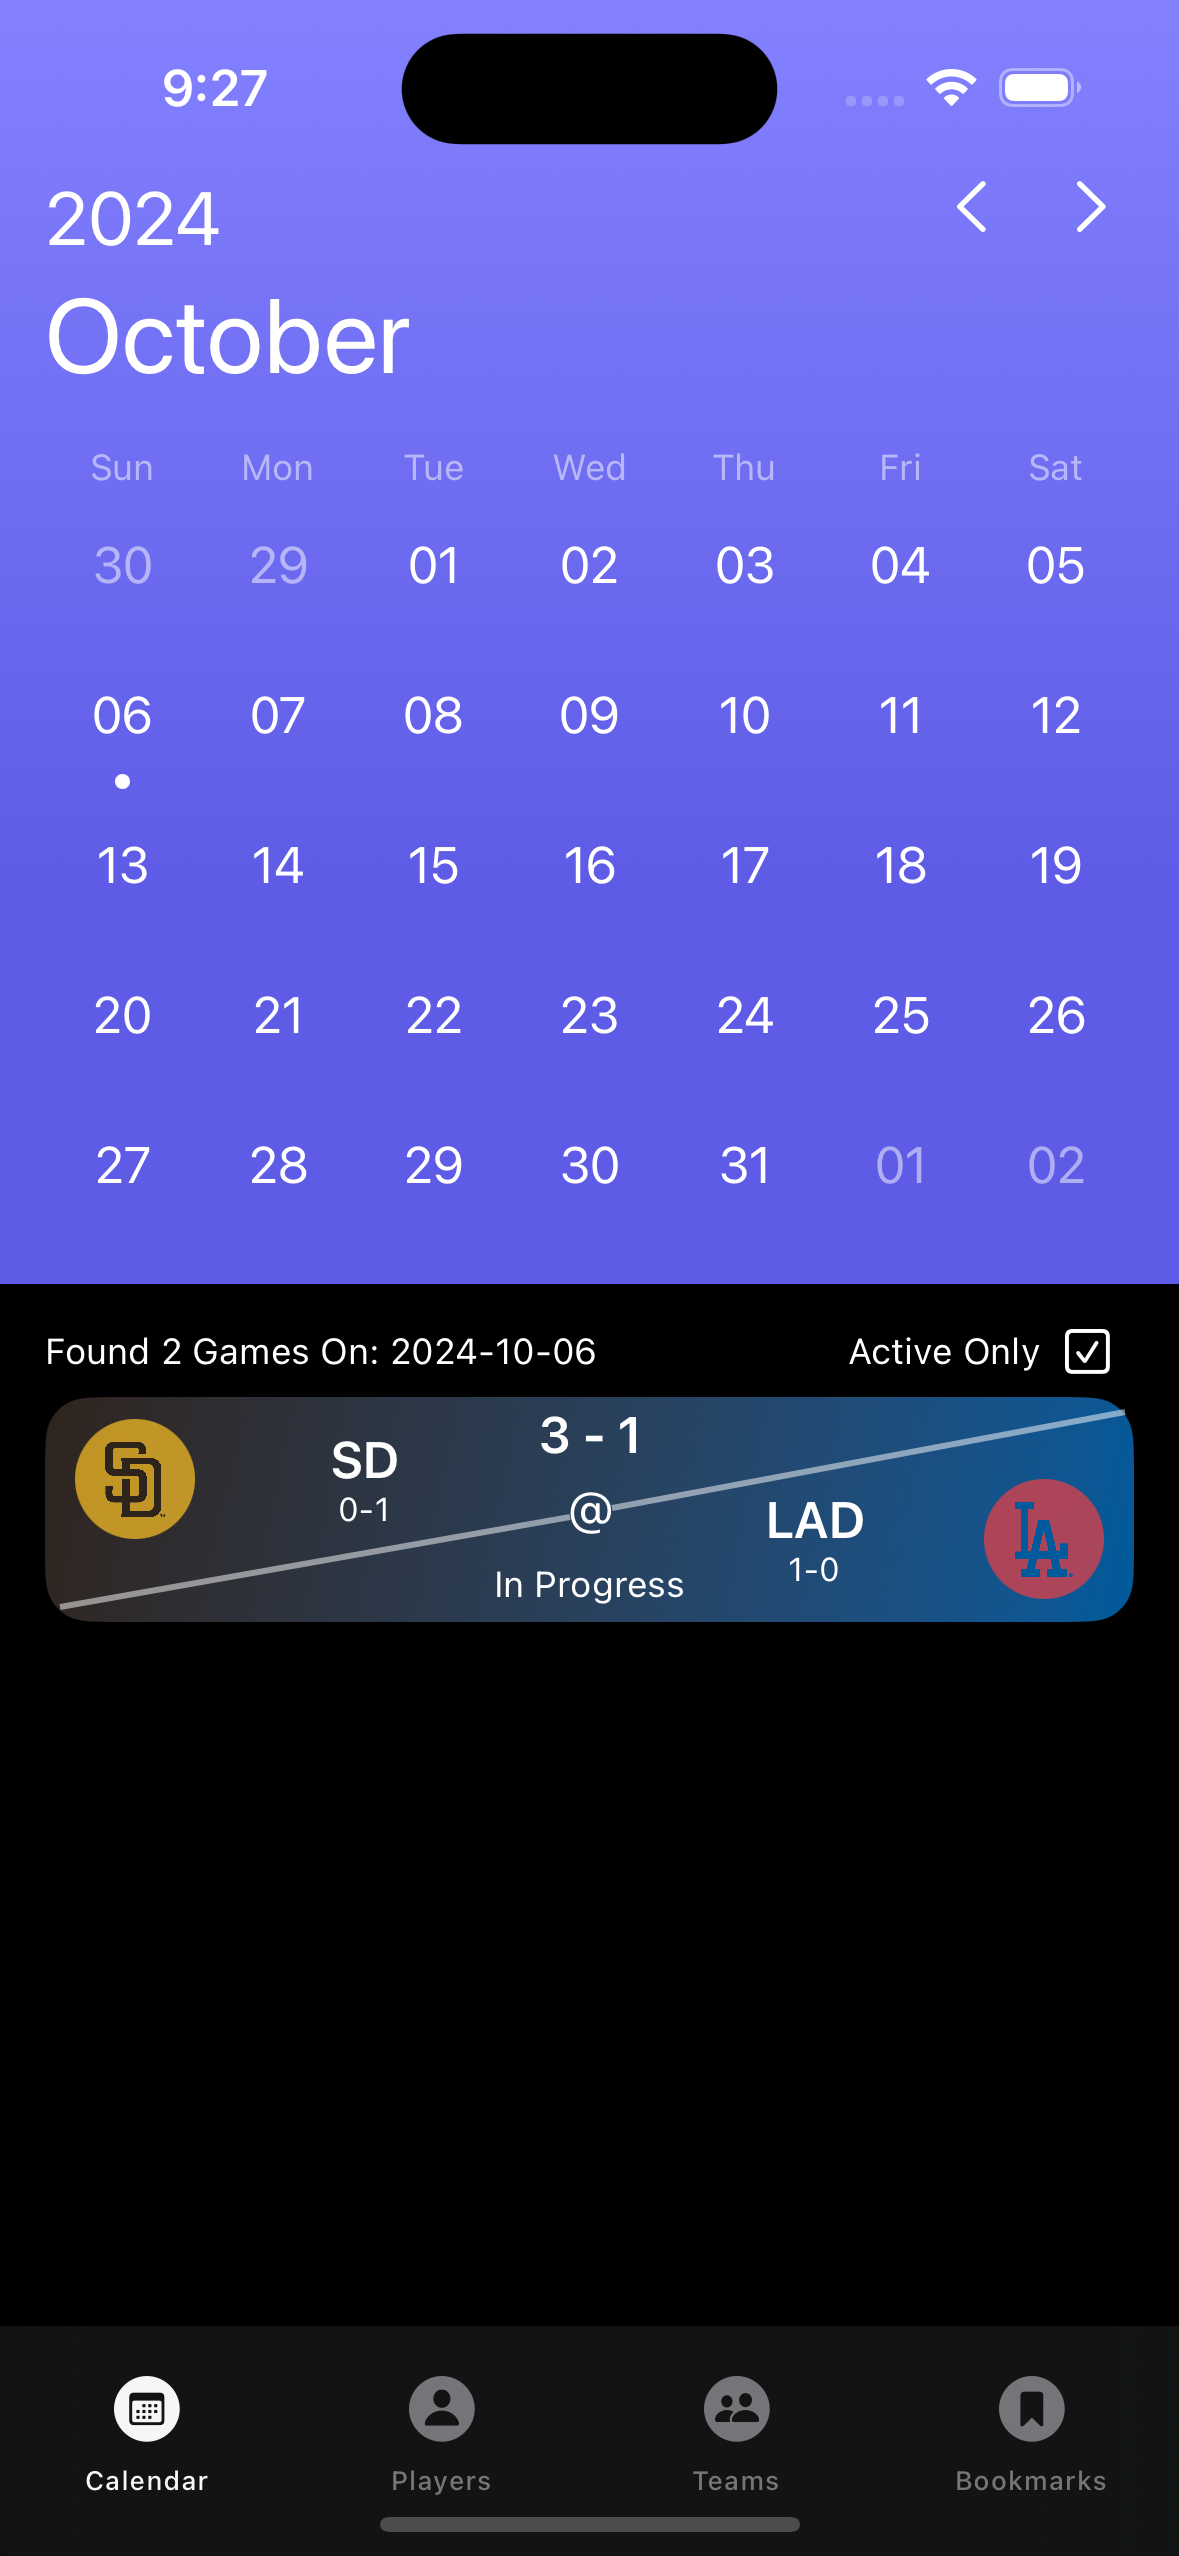 9:27
2024
October
Sun Mon Tue Wed Thu Fri Sat
30 29 01 02 03 04 05
06 07 08 09 10 11 12
13 14 15 16 17 18 19
20 21 22 23 24 25 26
27 28 29 30 31 01 02
Found 2 Games On: 2024-10-06 Active Only
SD
SD
0-1
3 - 1
@
In Progress
LAD
1-0
LA
Calendar Players Teams Bookmarks